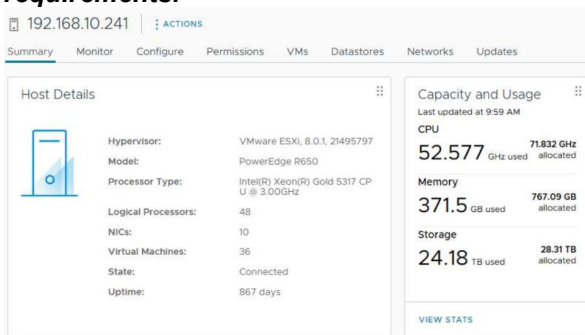 requirements.
192.168.10.241 ACTIONS
Summary Monitor Configure Permissions VMs Datastores Networks Updates
Host Details
Hypervisor: VMware ESXi, 8.0.1, 21495797
Model: PowerEdge R650
Processor Type: Intel(R) Xeon(R) Gold 5317 CP
U @ 3.00GHz
Logical Processors: 48
NICs: 10
Virtual Machines: 36
State: Connected
Uptime: 867 days
Capacity and Usage
Last updated at 9:59 AM
CPU
52.577 GHz used 71.832 GHz allocated
Memory
371.5 GB used 767.09 GB allocated
Storage
24.18 TB used 28.31 TB allocated
VIEW STATS